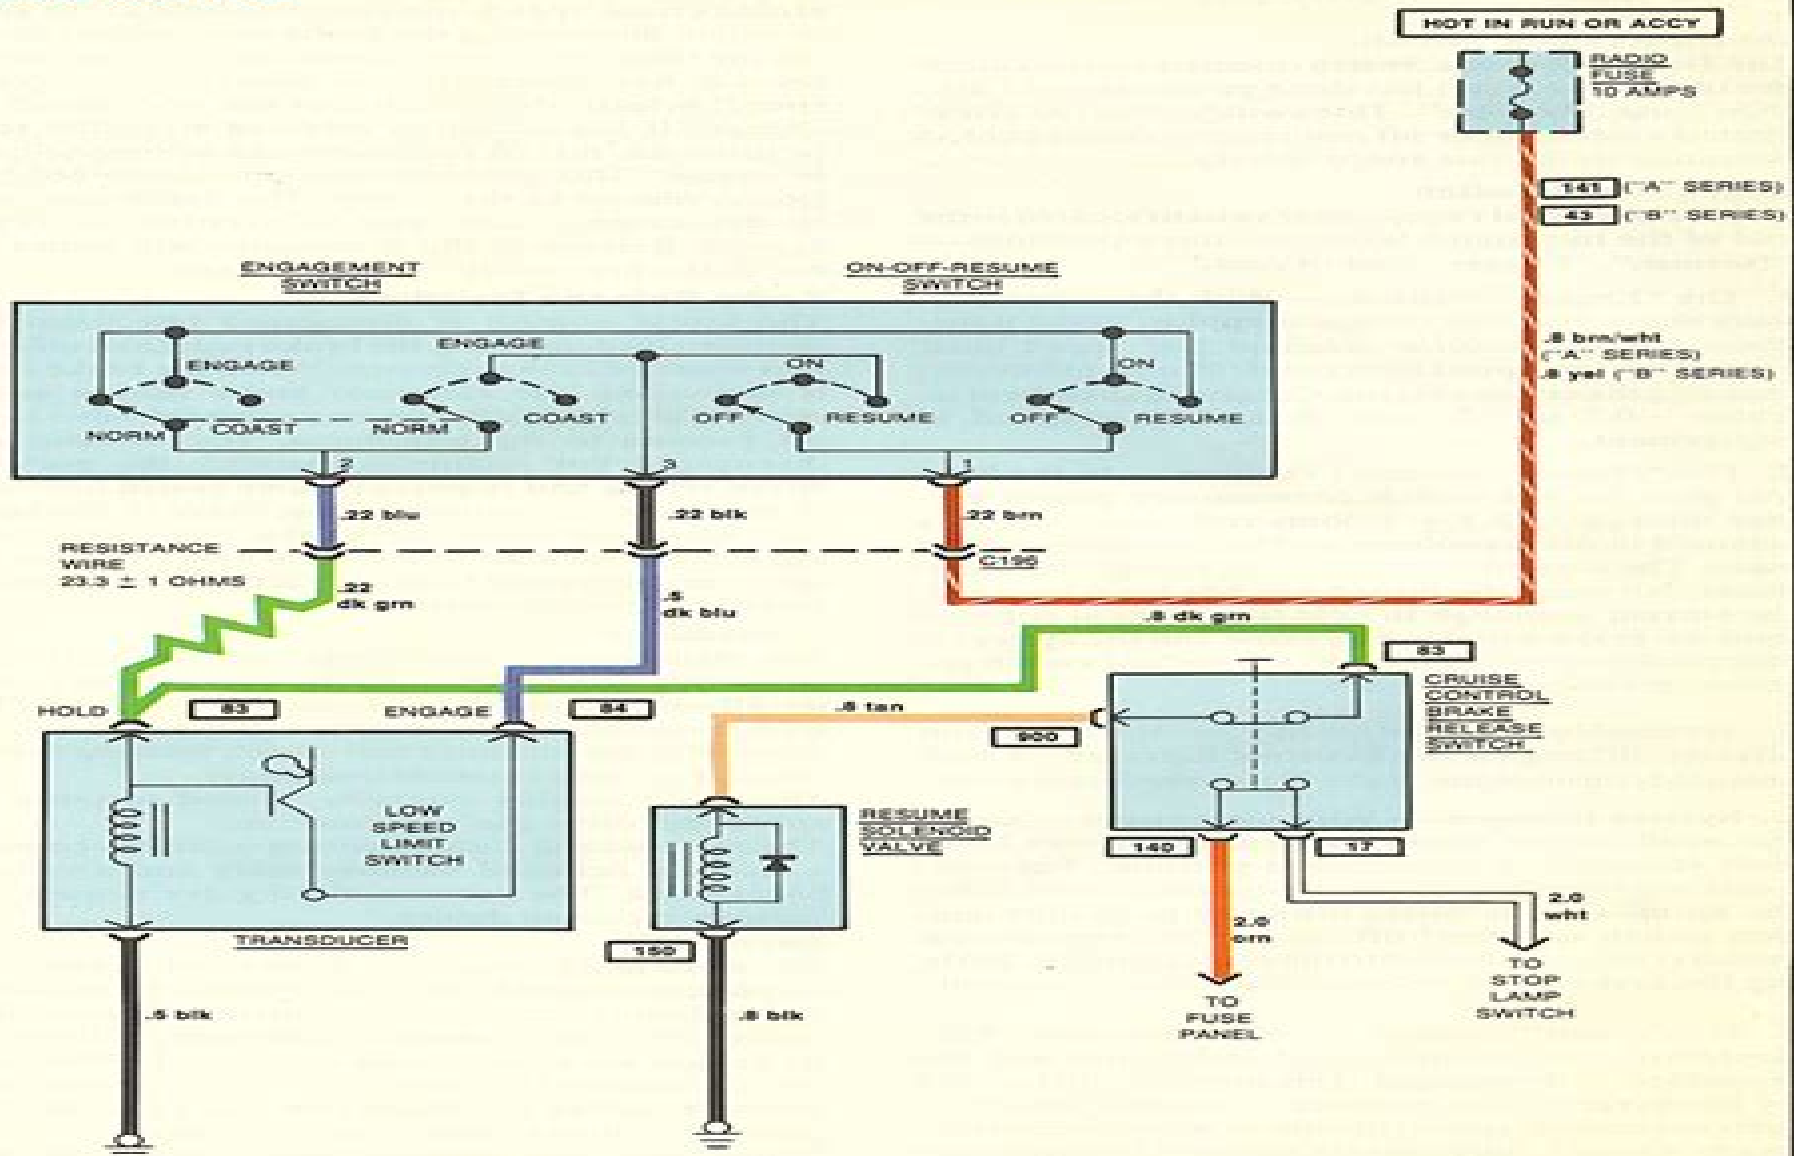 HOT IN RUN OR ACCY
RADIO
FUSE
10 AMPS
141 ("A" SERIES)
43 ("B" SERIES)
.8 brn/wht
("A" SERIES)
.8 yel ("B" SERIES)
ENGAGEMENT
SWITCH
ON-OFF-RESUME
SWITCH
ENGAGE
ENGAGE
ON
ON
NORM
COAST
NORM
COAST
OFF
RESUME
OFF
RESUME
2
3
1
.22 blu
.22 blk
.22 brn
RESISTANCE
WIRE
23.3 ± 1 OHMS
C196
.22
dk grn
.5
dk blu
.8 dk grn
83
HOLD
83
ENGAGE
84
.8 tan
900
CRUISE
CONTROL
BRAKE
RELEASE
SWITCH
LOW
SPEED
LIMIT
SWITCH
RESUME
SOLENOID
VALVE
140
17
TRANSDUCER
150
2.0
orn
2.0
wht
TO
STOP
LAMP
SWITCH
TO
FUSE
PANEL
.5 blk
.8 blk